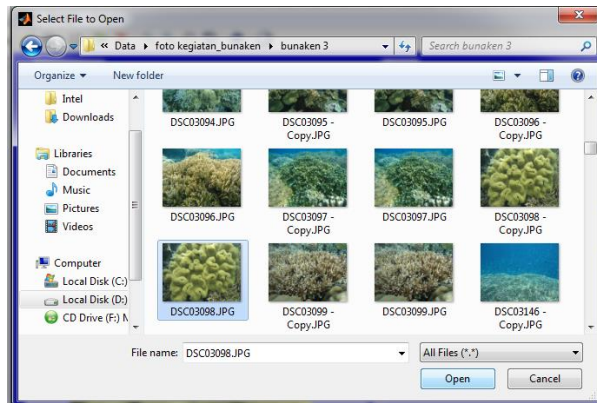 Select File to Open
« Data ▸ foto kegiatan_bunaken ▸ bunaken 3
Search bunaken 3
Organize
New folder
Intel
Downloads
Libraries
Documents
Music
Pictures
Videos
Computer
Local Disk (C:)
Local Disk (D:)
CD Drive (F:)
DSC03094.JPG
DSC03095 -
Copy.JPG
DSC03095.JPG
DSC03096 -
Copy.JPG
DSC03096.JPG
DSC03097 -
Copy.JPG
DSC03097.JPG
DSC03098 -
Copy.JPG
DSC03098.JPG
DSC03099 -
Copy.JPG
DSC03099.JPG
DSC03146 -
Copy.JPG
File name: DSC03098.JPG
All Files (*.*)
Open
Cancel